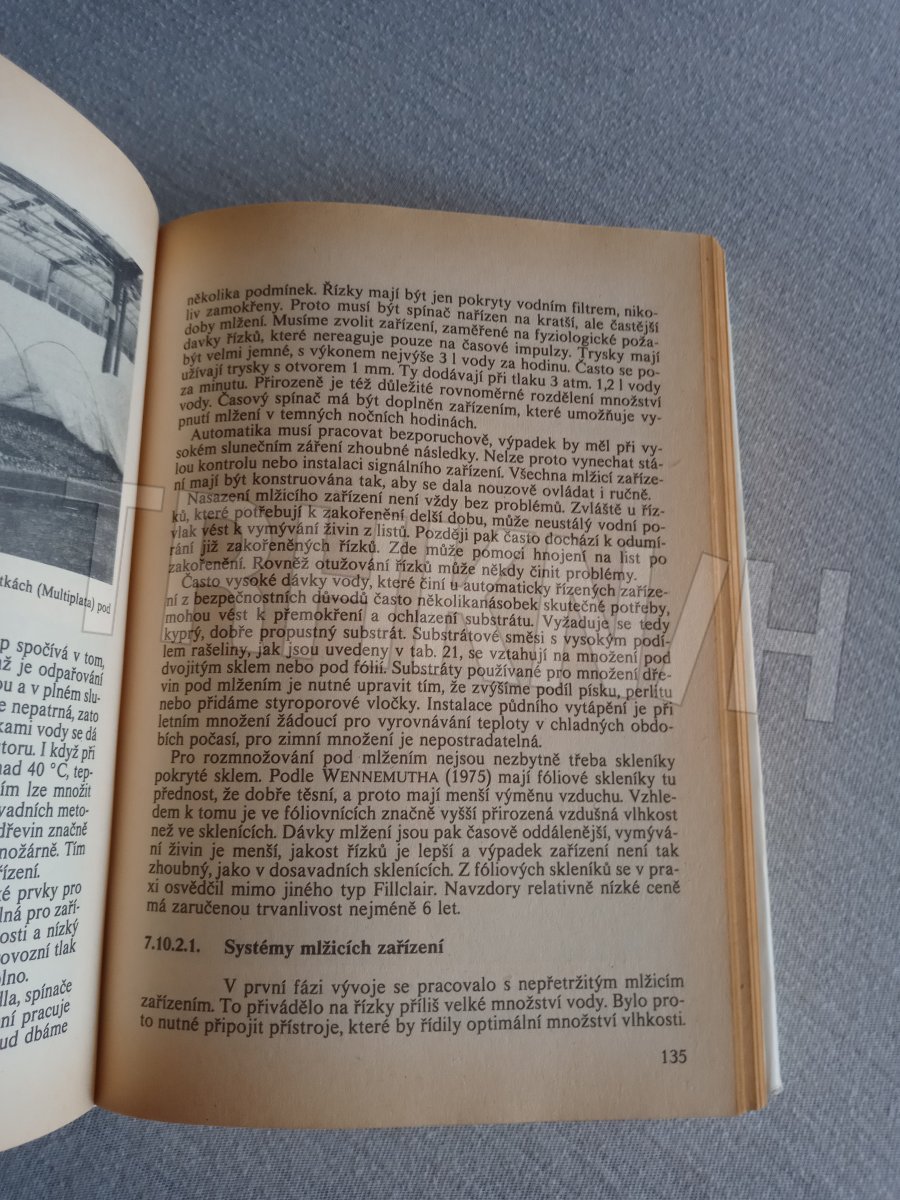 tkách (Multiplata) pod
p spočívá v tom,
ž je odpařování
ou a v plném slu-
e nepatrná, zato
kami vody se dá
storu. I když při
nad 40 °C, tep-
ím lze množit
vadních meto-
dřevin značně
nožárně. Tím
ízení.
ké prvky pro
lná pro zaří-
osti a nízký
ovozní tlak
olno.
lla, spínače
ní pracuje
ud dbáme
několika podmínek. Řízky mají být jen pokryty vodním filtrem, niko-
liv zamokřeny. Proto musí být spínač nařízen na kratší, ale častější
doby mlžení. Musíme zvolit zařízení, zaměřené na fyziologické poža-
davky řízků, které nereaguje pouze na časové impulzy. Trysky mají
být velmi jemné, s výkonem nejvýše 3 l vody za hodinu. Často se po-
užívají trysky s otvorem 1 mm. Ty dodávají při tlaku 3 atm. 1,2 l vody
za minutu. Přirozeně je též důležité rovnoměrné rozdělení množství
vody. Časový spínač má být doplněn zařízením, které umožňuje vy-
pnutí mlžení v temných nočních hodinách.
Automatika musí pracovat bezporuchově, výpadek by měl při vy-
sokém slunečním záření zhoubné následky. Nelze proto vynechat stá-
lou kontrolu nebo instalaci signálního zařízení. Všechna mlžicí zaříze-
ní mají být konstruována tak, aby se dala nouzově ovládat i ručně.
Nasazení mlžicího zařízení není vždy bez problémů. Zvláště u říz-
ků, které potřebují k zakořenění delší dobu, může neustálý vodní po-
vlak vést k vymývání živin z listů. Později pak často dochází k odumí-
rání již zakořeněných řízků. Zde může pomoci hnojení na list po
zakořenění. Rovněž otužování řízků může někdy činit problémy.
Často vysoké dávky vody, které činí u automaticky řízených zaříze-
ní z bezpečnostních důvodů často několikanásobek skutečné potřeby,
mohou vést k přemokření a ochlazení substrátu. Vyžaduje se tedy
kyprý, dobře propustný substrát. Substrátové směsi s vysokým podí-
lem rašeliny, jak jsou uvedeny v tab. 21, se vztahují na množení pod
dvojitým sklem nebo pod fólií. Substráty používané pro množení dře-
vin pod mlžením je nutné upravit tím, že zvýšíme podíl písku, perlitu
nebo přidáme styroporové vločky. Instalace půdního vytápění je při
letním množení žádoucí pro vyrovnávání teploty v chladných obdo-
bích počasí, pro zimní množení je nepostradatelná.
Pro rozmnožování pod mlžením nejsou nezbytně třeba skleníky
pokryté sklem. Podle WENNEMUTHA (1975) mají fóliové skleníky tu
přednost, že dobře těsní, a proto mají menší výměnu vzduchu. Vzhle-
dem k tomu je ve fóliovnících značně vyšší přirozená vzdušná vlhkost
než ve sklenících. Dávky mlžení jsou pak časově oddálenější, vymývá-
ní živin je menší, jakost řízků je lepší a výpadek zařízení není tak
zhoubný, jako v dosavadních sklenících. Z fóliových skleníků se v pra-
xi osvědčil mimo jiného typ Fillclair. Navzdory relativně nízké ceně
má zaručenou trvanlivost nejméně 6 let.
7.10.2.1. Systémy mlžicích zařízení
V první fázi vývoje se pracovalo s nepřetržitým mlžicím
zařízením. To přivádělo na řízky příliš velké množství vody. Bylo pro-
to nutné připojit přístroje, které by řídily optimální množství vlhkosti.
135